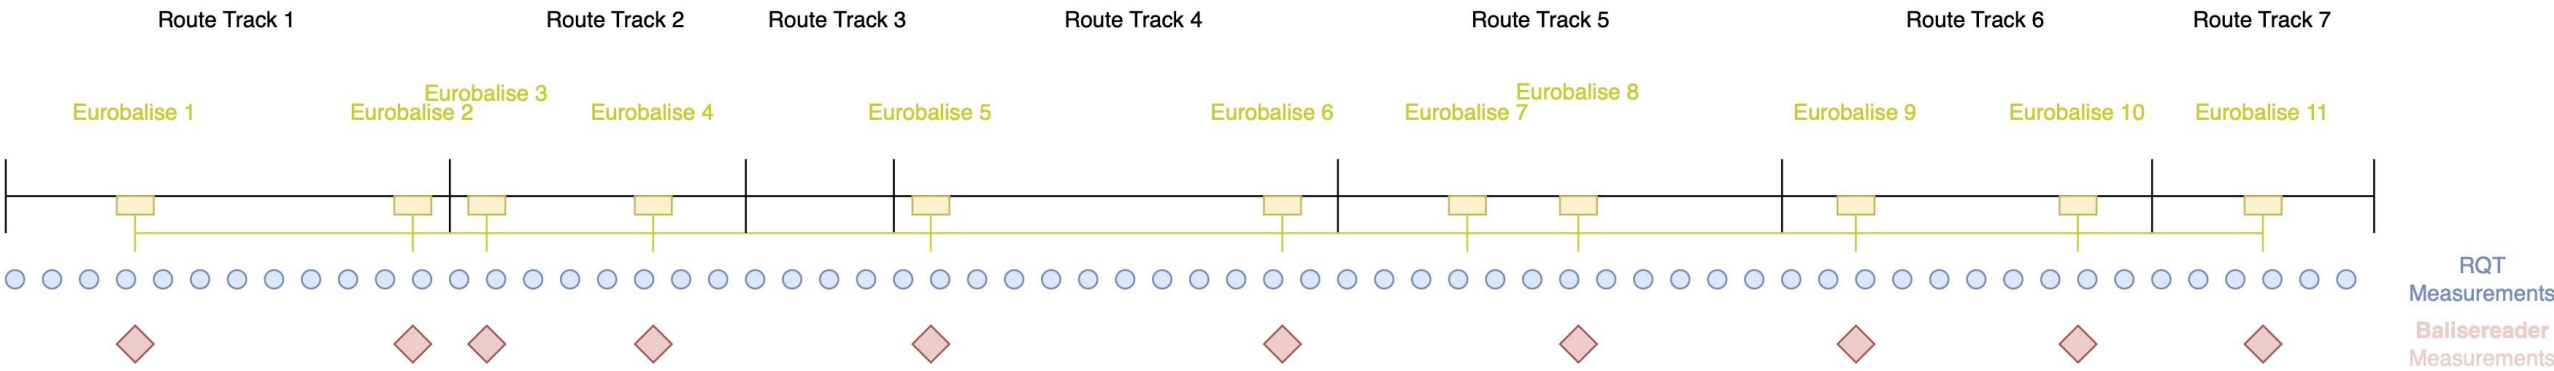 Route Track 1
Route Track 2
Route Track 3
Route Track 4
Route Track 5
Route Track 6
Route Track 7
Eurobalise 1
Eurobalise 2
Eurobalise 3
Eurobalise 4
Eurobalise 5
Eurobalise 6
Eurobalise 7
Eurobalise 8
Eurobalise 9
Eurobalise 10
Eurobalise 11
RQT
Measurements
Balisereader
Measurements